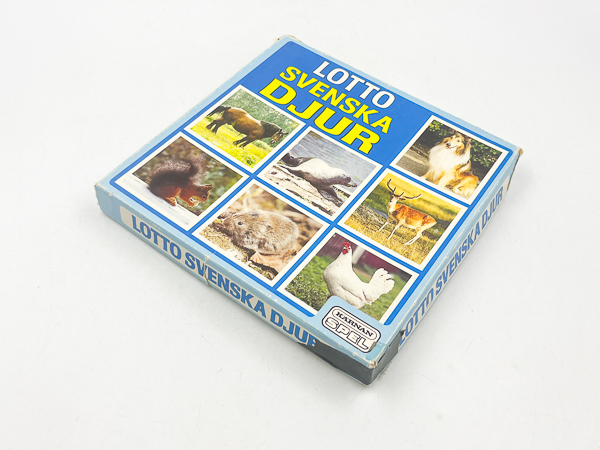 LOTTO
SVENSKA
DJUR
KÄRNAN
SPEL
LOTTO SVENSKA DJUR
LOTTO SVENSKA DJUR